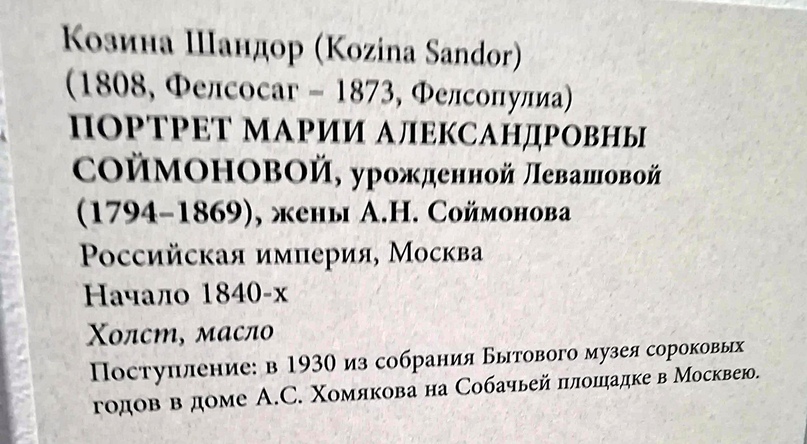 Козина Шандор (Kozina Sandor)
(1808, Фелсосаг – 1873, Фелсопулиа)
ПОРТРЕТ МАРИИ АЛЕКСАНДРОВНЫ
СОЙМОНОВОЙ, урожденной Левашовой
(1794–1869), жены А.Н. Соймонова
Российская империя, Москва
Начало 1840-х
Холст, масло
Поступление: в 1930 из собрания Бытового музея сороковых
годов в доме А.С. Хомякова на Собачьей площадке в Москвею.